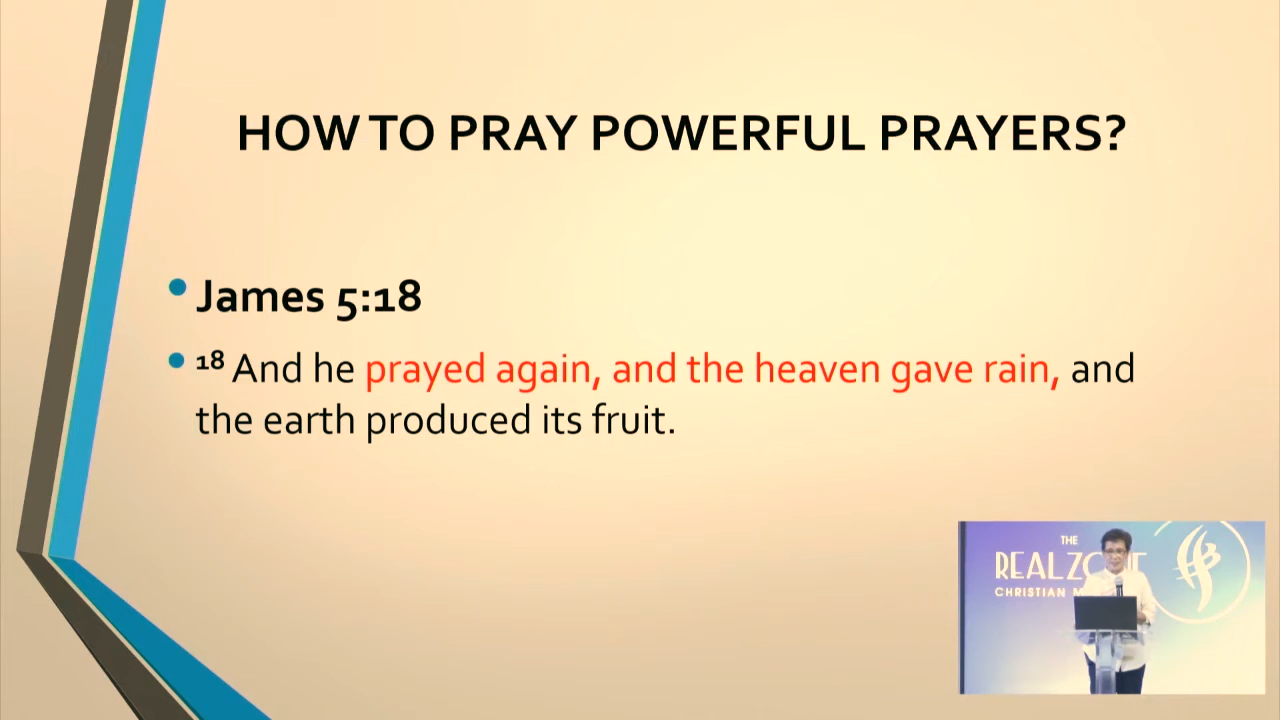 HOW TO PRAY POWERFUL PRAYERS?
James 5:18
18 And he prayed again, and the heaven gave rain, and
the earth produced its fruit.
THE
CHRISTIAN